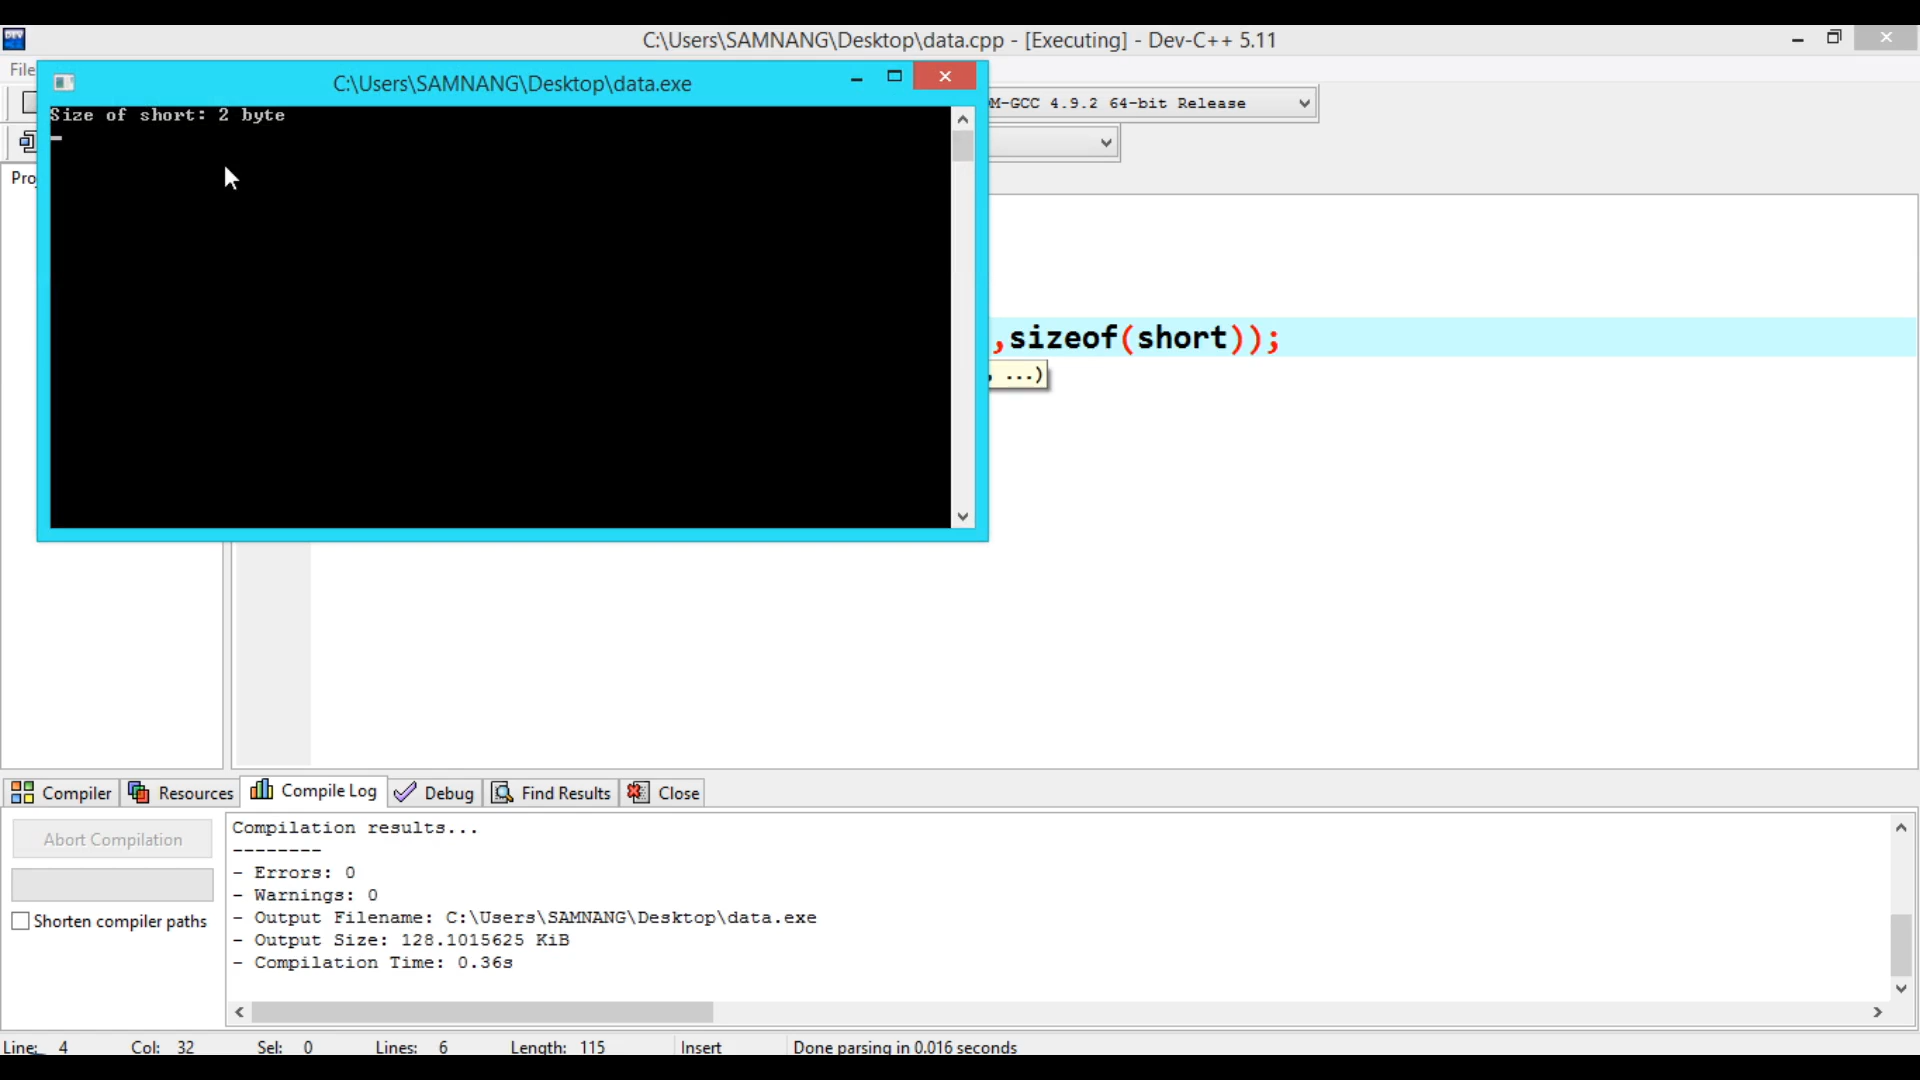 C:\Users\SAMNANG\Desktop\data.cpp - [Executing] - Dev-C++ 5.11
File
C:\Users\SAMNANG\Desktop\data.exe
M-GCC 4.9.2 64-bit Release
Size of short: 2 byte
,sizeof(short));
, ...)
Compiler
Resources
Compile Log
Debug
Find Results
Close
Abort Compilation
Shorten compiler paths
Compilation results...
--------
- Errors: 0
- Warnings: 0
- Output Filename: C:\Users\SAMNANG\Desktop\data.exe
- Output Size: 128.1015625 KiB
- Compilation Time: 0.36s
Line: 4 Col: 32 Sel: 0 Lines: 6 Length: 115 Insert Done parsing in 0.016 seconds